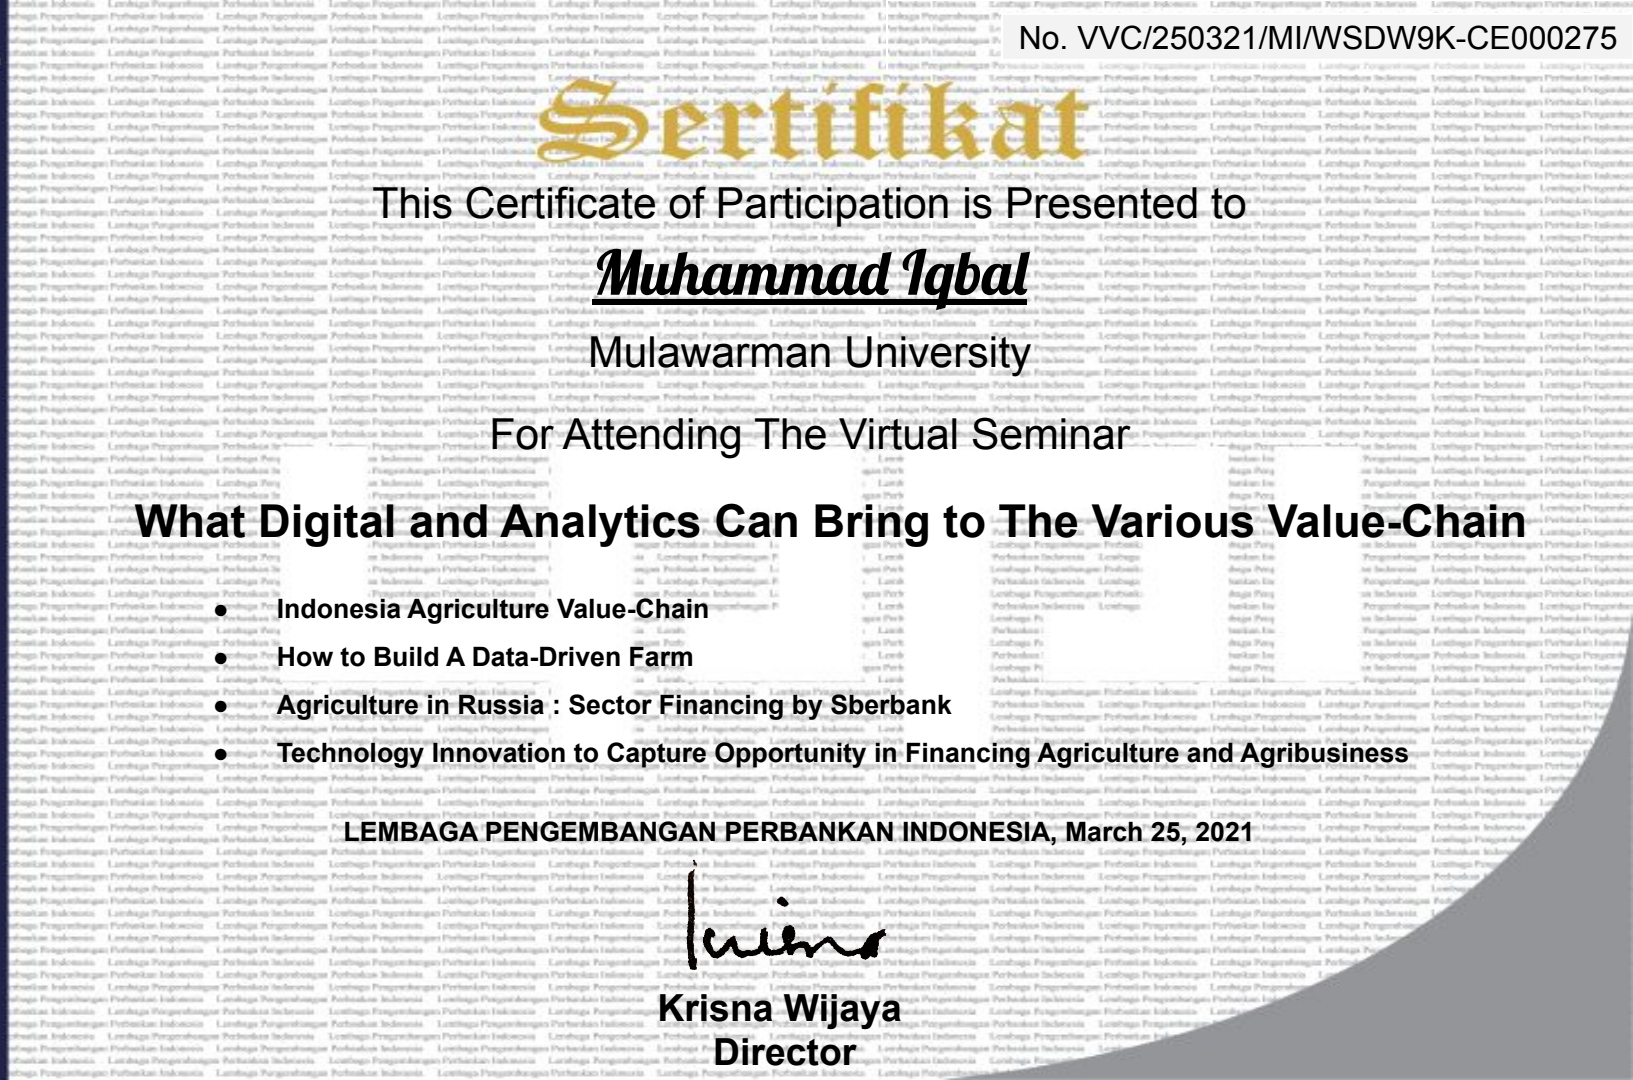 No. VVC/250321/MI/WSDW9K-CE000275
Sertifikat
This Certificate of Participation is Presented to
Muhammad Iqbal
Mulawarman University
For Attending The Virtual Seminar
What Digital and Analytics Can Bring to The Various Value-Chain
● Indonesia Agriculture Value-Chain
● How to Build A Data-Driven Farm
● Agriculture in Russia : Sector Financing by Sberbank
● Technology Innovation to Capture Opportunity in Financing Agriculture and Agribusiness
LEMBAGA PENGEMBANGAN PERBANKAN INDONESIA, March 25, 2021
Krisna Wijaya
Director